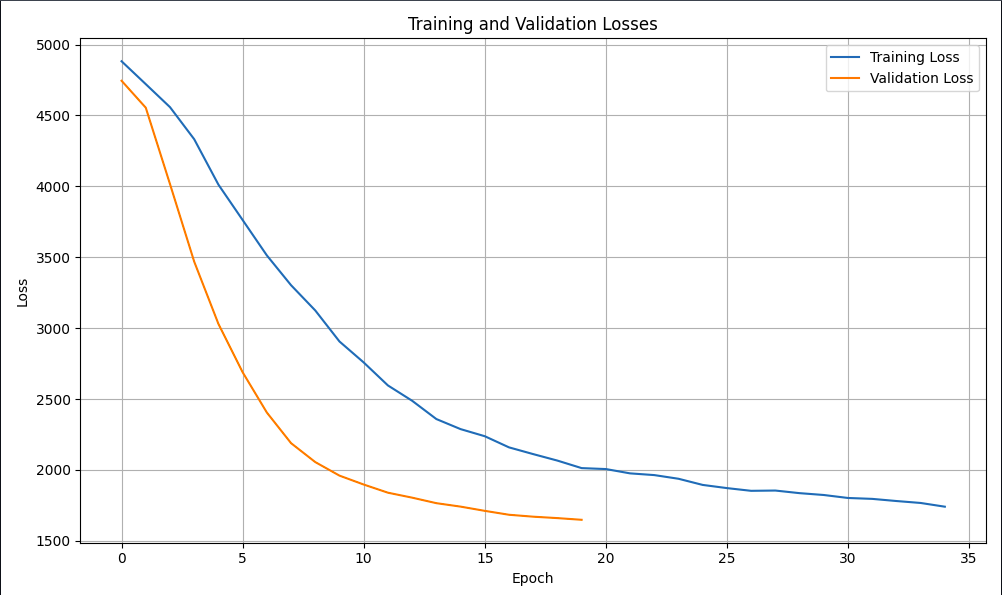 Training and Validation Losses
Training Loss
Validation Loss
5000
4500
4000
3500
3000
2500
2000
1500
Loss
0 5 10 15 20 25 30 35
Epoch